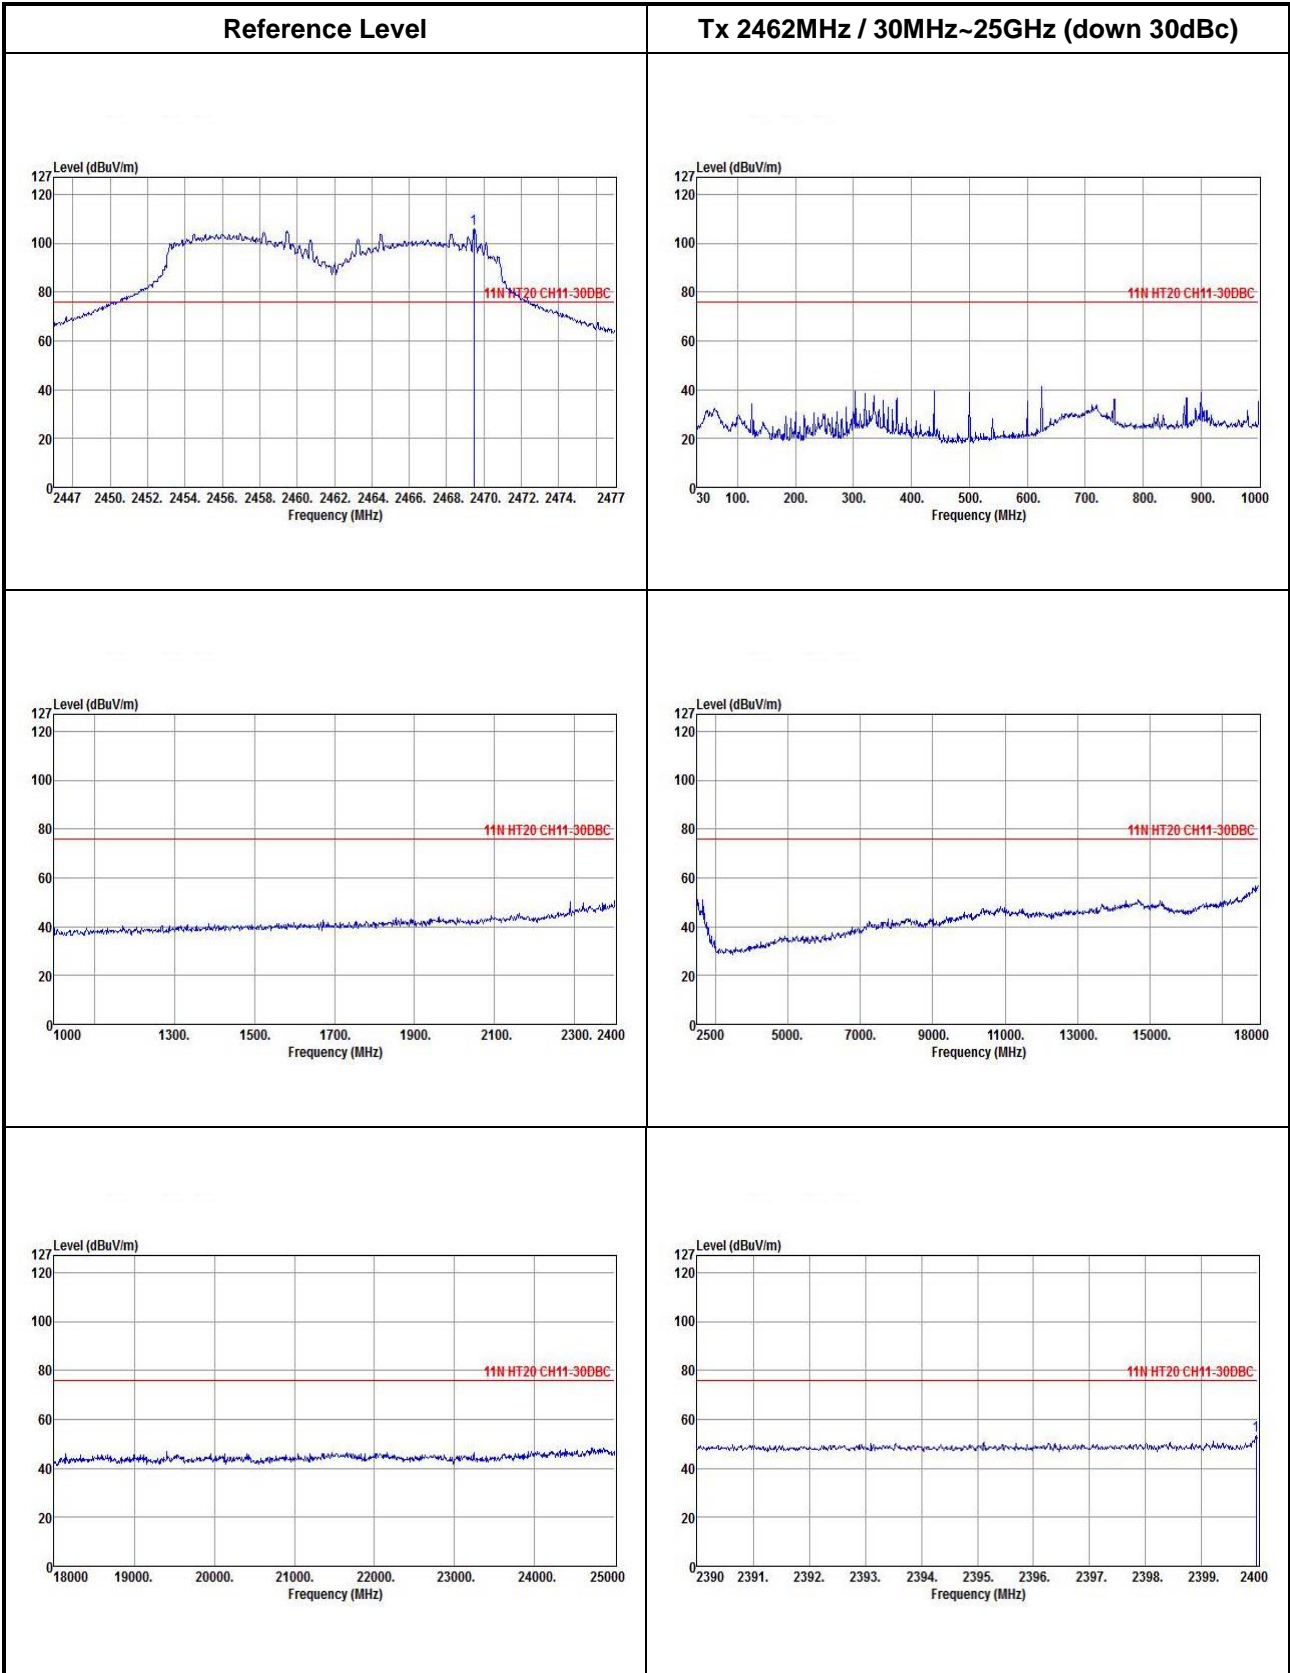 Reference Level
Tx 2462MHz / 30MHz~25GHz (down 30dBc)
Level (dBuV/m)
127
120
100
80
60
40
20
0
1
11N HT20 CH11-30DBC
2447 2450. 2452. 2454. 2456. 2458. 2460. 2462. 2464. 2466. 2468. 2470. 2472. 2474. 2477
Frequency (MHz)
Level (dBuV/m)
127
120
100
80
60
40
20
0
11N HT20 CH11-30DBC
30 100. 200. 300. 400. 500. 600. 700. 800. 900. 1000
Frequency (MHz)
Level (dBuV/m)
127
120
100
80
60
40
20
0
11N HT20 CH11-30DBC
1000 1300. 1500. 1700. 1900. 2100. 2300. 2400
Frequency (MHz)
Level (dBuV/m)
127
120
100
80
60
40
20
0
11N HT20 CH11-30DBC
2500 5000. 7000. 9000. 11000. 13000. 15000. 18000
Frequency (MHz)
Level (dBuV/m)
127
120
100
80
60
40
20
0
11N HT20 CH11-30DBC
18000 19000. 20000. 21000. 22000. 23000. 24000. 25000
Frequency (MHz)
Level (dBuV/m)
127
120
100
80
60
40
20
0
11N HT20 CH11-30DBC
1
2390 2391. 2392. 2393. 2394. 2395. 2396. 2397. 2398. 2399. 2400
Frequency (MHz)